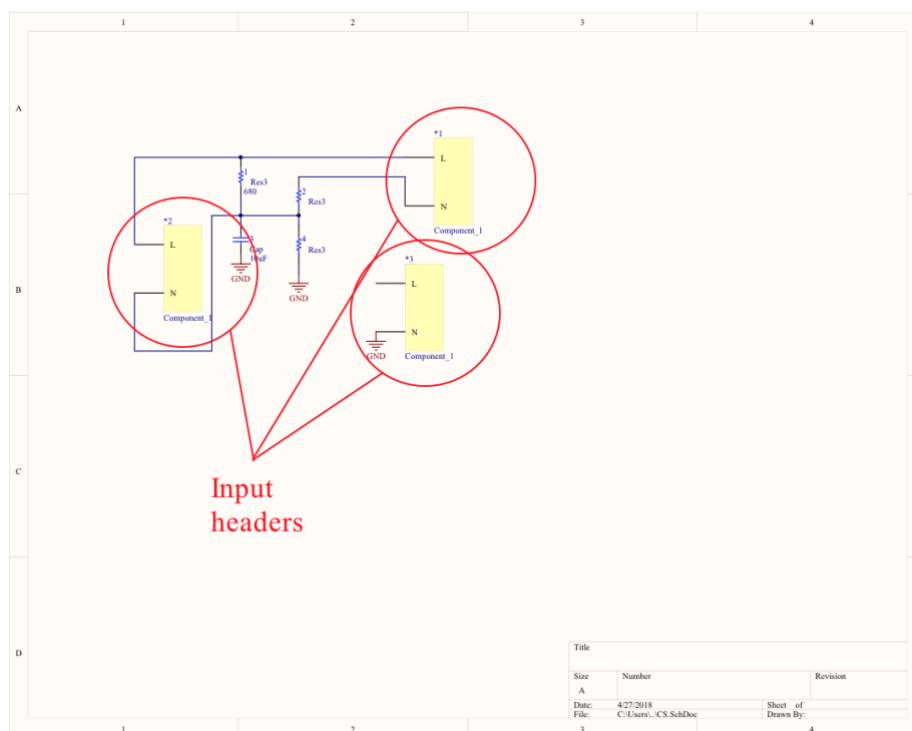 1 2 3 4
A
*1
L
1
Res3
680
2
Res3
N
*2
Component_1
L
4
Cap
Res3
10uF
*3
GND
L
B
N
GND
Component_1
N
GND
Component_1
C
Input
headers
D
Title
Size Number Revision
A
Date: 4/27/2018 Sheet of
File: C:\Users\..\CS.SchDoc Drawn By:
1 2 3 4